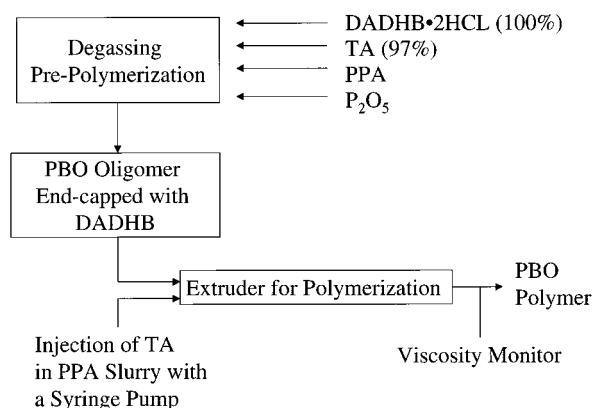 DADHB•2HCL (100%)
Degassing
Pre-Polymerization
TA (97%)
PPA
P₂O₅
PBO Oligomer
End-capped with
DADHB
Extruder for Polymerization
PBO
Polymer
Injection of TA
in PPA Slurry with
a Syringe Pump
Viscosity Monitor